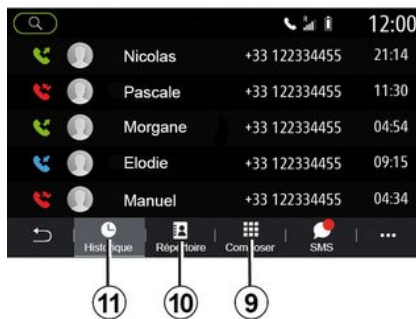 12:00
Nicolas +33 122334455 21:14
Pascale +33 122334455 11:30
Morgane +33 122334455 04:54
Elodie +33 122334455 09:15
Manuel +33 122334455 04:34
Historique Répertoire Composer SMS ...
11 10 9